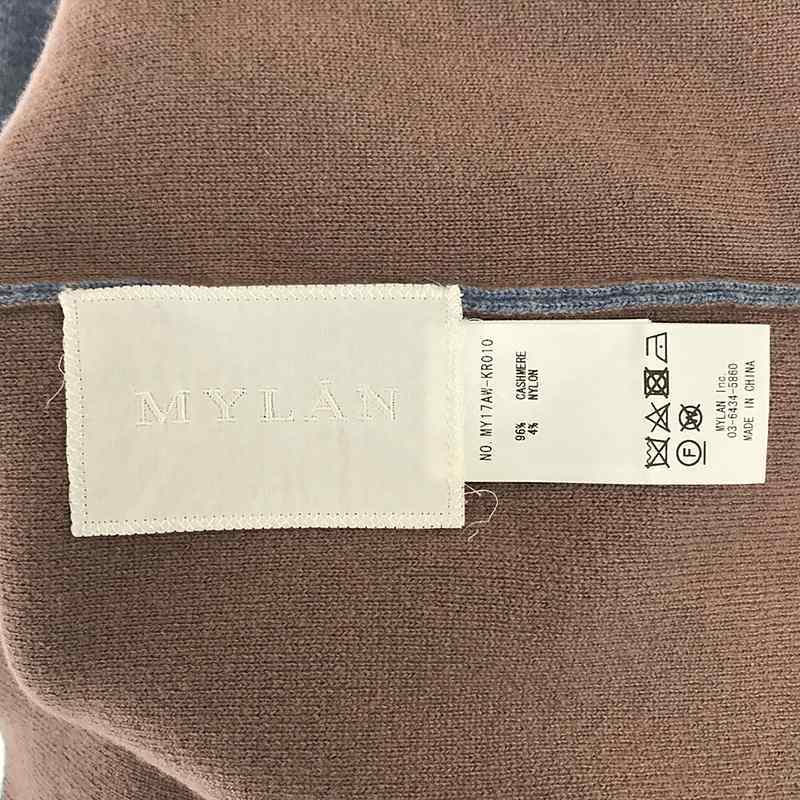 MYLAN
NO. MY17AW-KR010
96% CASHMERE
4% NYLON
F
W
MYLAN Inc.
03-6434-5860
MADE IN CHINA